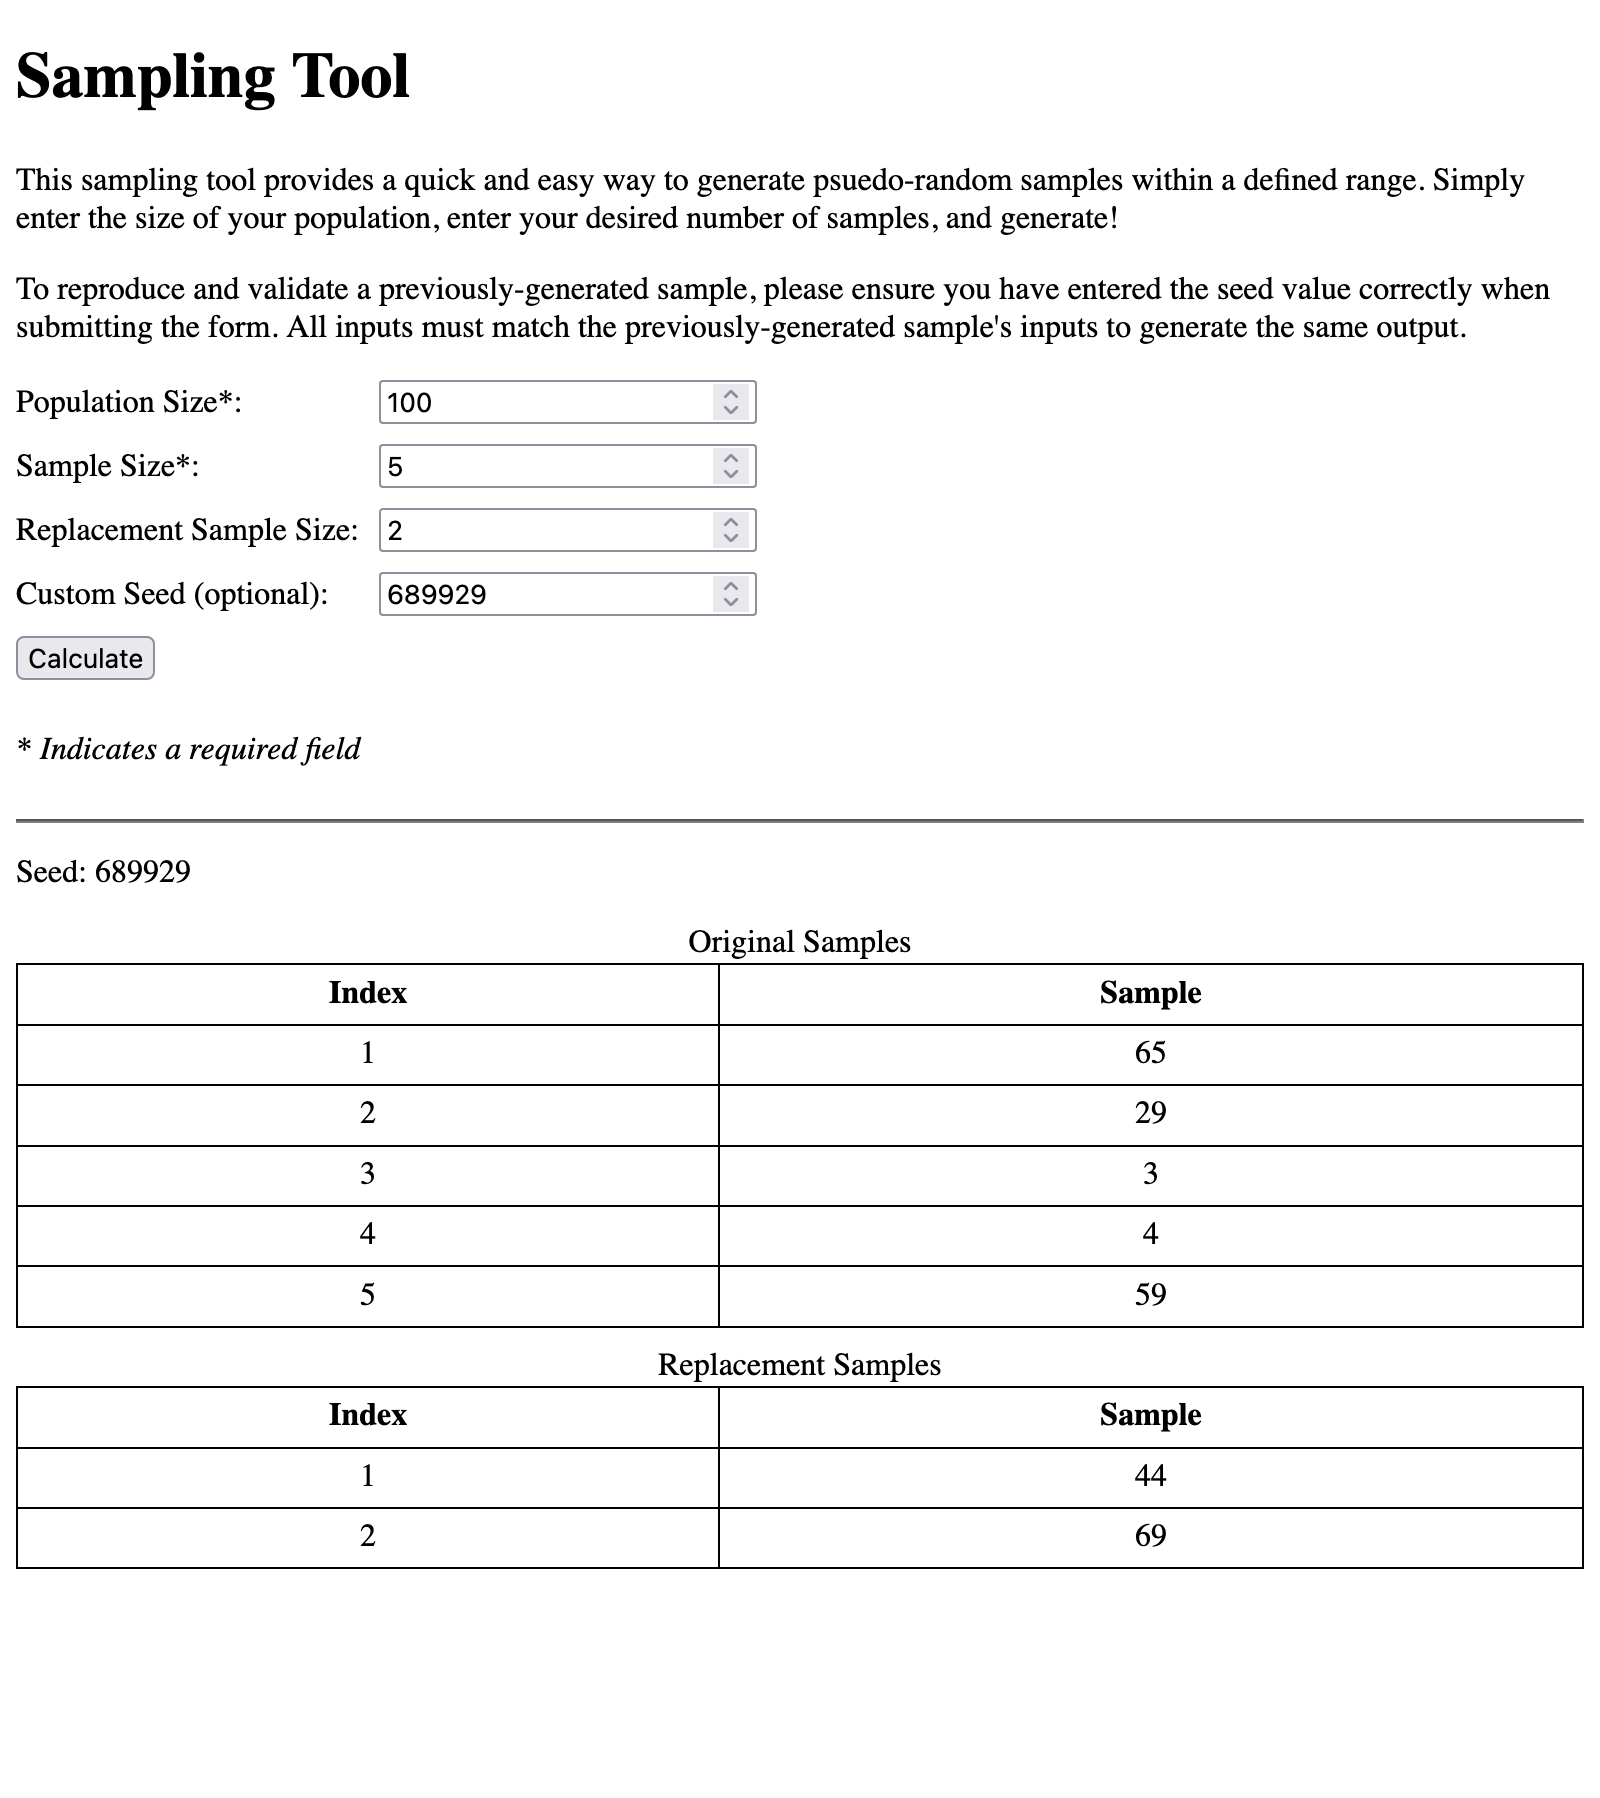 Sampling Tool
This sampling tool provides a quick and easy way to generate psuedo-random samples within a defined range. Simply
enter the size of your population, enter your desired number of samples, and generate!
To reproduce and validate a previously-generated sample, please ensure you have entered the seed value correctly when
submitting the form. All inputs must match the previously-generated sample's inputs to generate the same output.
Population Size*: 100
Sample Size*: 5
Replacement Sample Size: 2
Custom Seed (optional): 689929
Calculate
* Indicates a required field
Seed: 689929
Original Samples
Index Sample
1 65
2 29
3 3
4 4
5 59
Replacement Samples
Index Sample
1 44
2 69